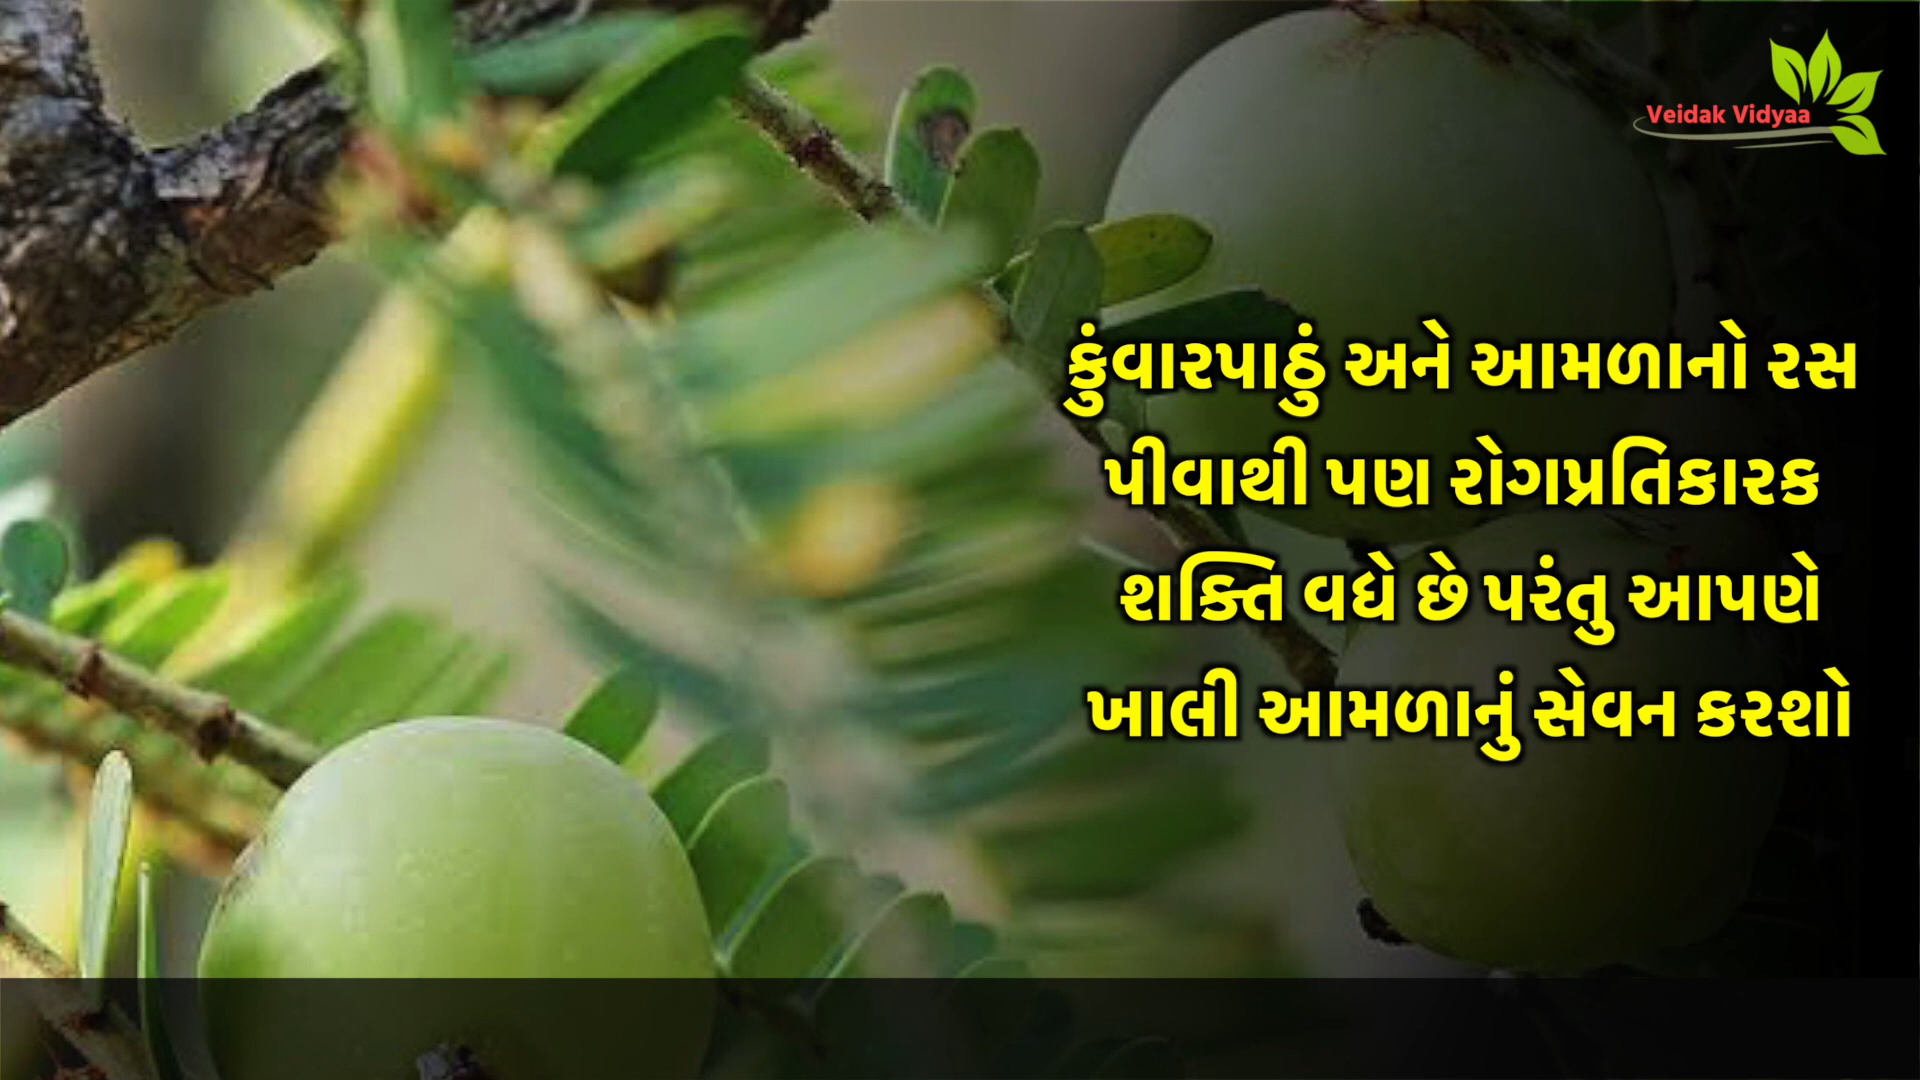 Veidak Vidyaa
કુંવારપાઠું અને આમળાનો રસ
પીવાથી પણ રોગપ્રતિકારક
શક્તિ વધે છે પરંતુ આપણે
ખાલી આમળાનું સેવન કરશો